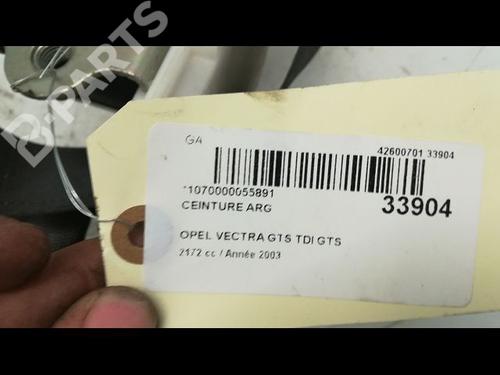 B-PARTS
GA
42600701 33904
*1070000055891
CEINTURE ARG
33904
OPEL VECTRA GTS TDI GTS
2172 cc / Année 2003